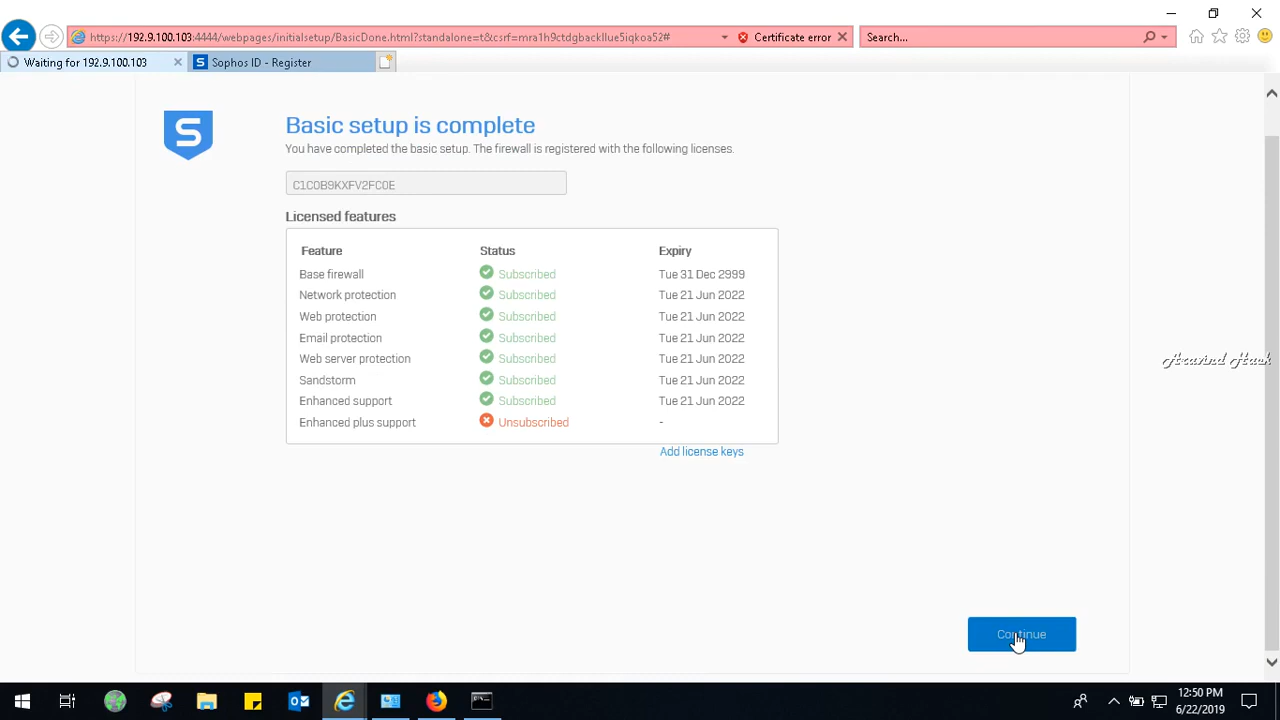 https://192.9.100.103:4444/webpages/initialsetup/BasicDone.html?standalone=t&csrf=mra1h9ctdgbackllue5iqkoa52#
Certificate error
Search...
Waiting for 192.9.100.103
S Sophos ID - Register
S
Basic setup is complete
You have completed the basic setup. The firewall is registered with the following licenses.
C1C0B9KXFV2FC0E
Licensed features
Feature Status Expiry
Base firewall Subscribed Tue 31 Dec 2999
Network protection Subscribed Tue 21 Jun 2022
Web protection Subscribed Tue 21 Jun 2022
Email protection Subscribed Tue 21 Jun 2022
Web server protection Subscribed Tue 21 Jun 2022
Sandstorm Subscribed Tue 21 Jun 2022
Enhanced support Subscribed Tue 21 Jun 2022
Enhanced plus support Unsubscribed -
Add license keys
Aravind Hack
Continue
12:50 PM
6/22/2019